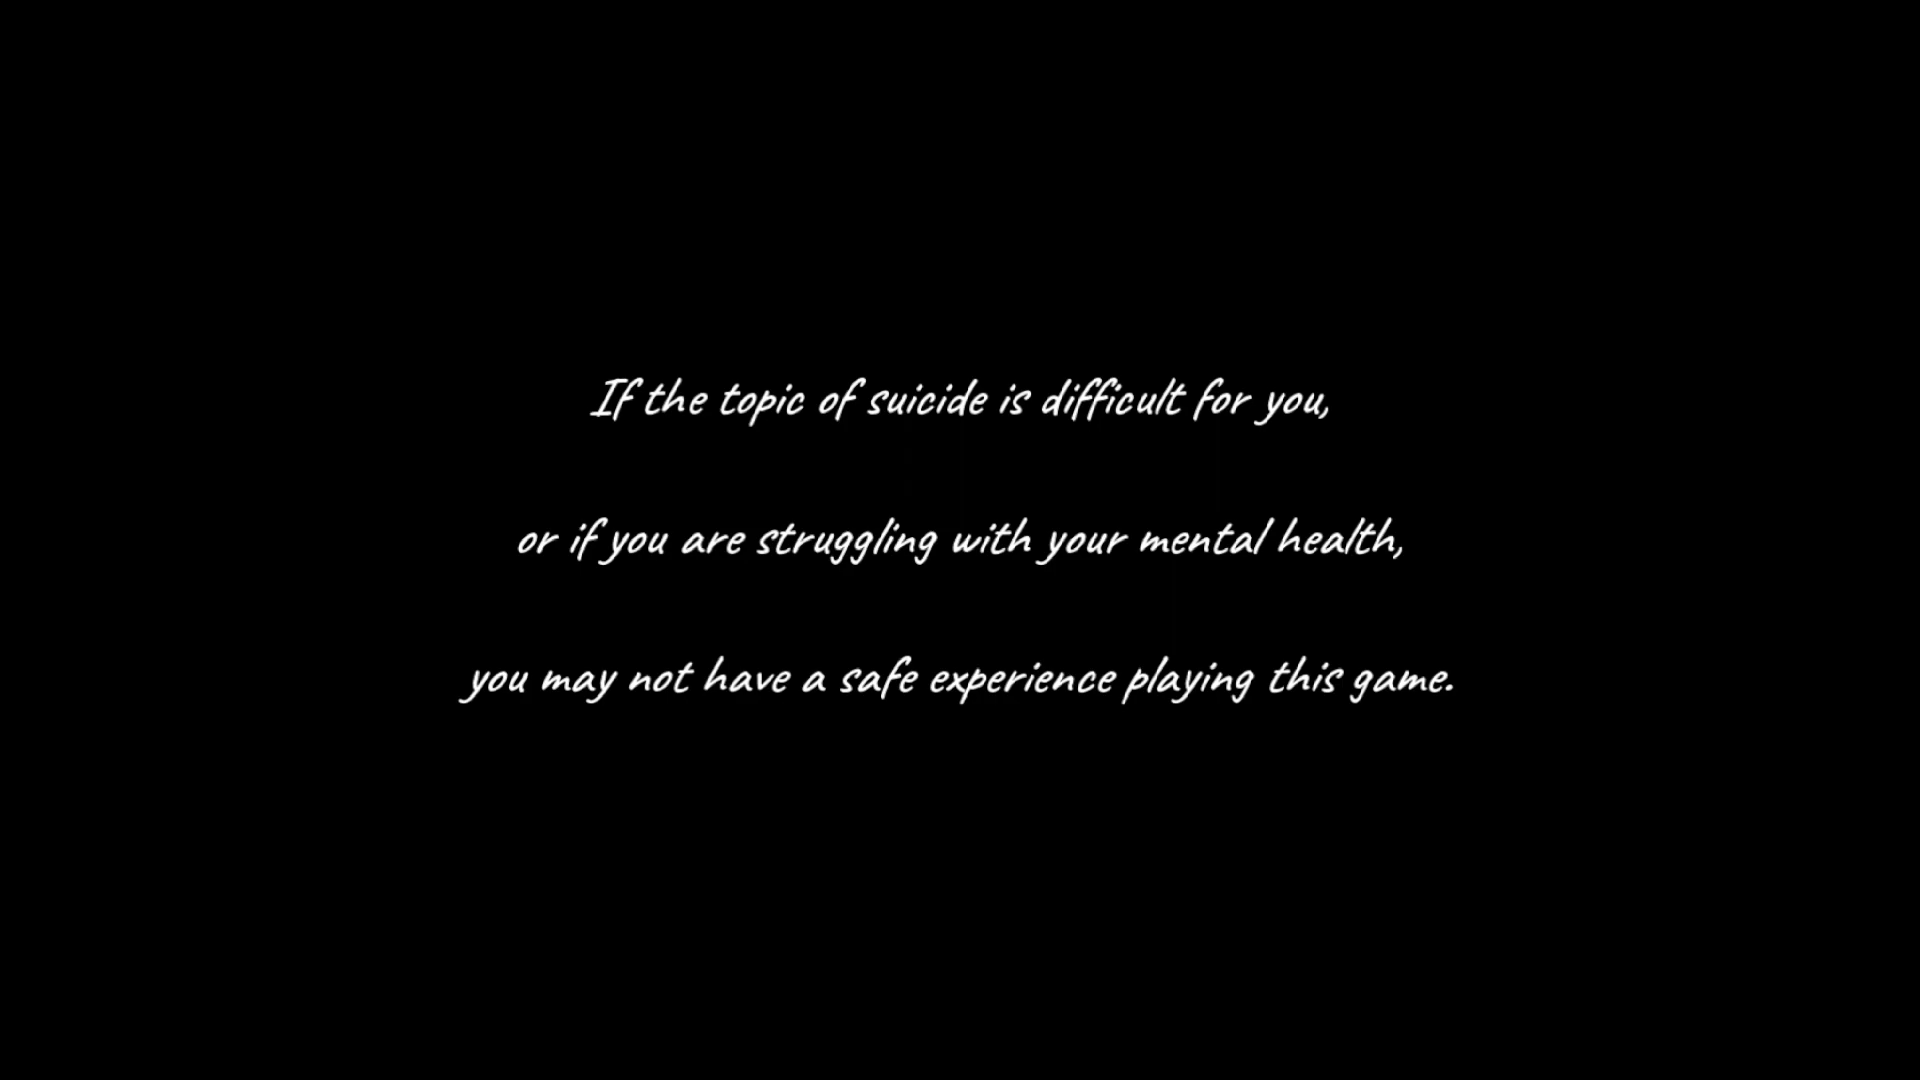 If the topic of suicide is difficult for you,
or if you are struggling with your mental health,
you may not have a safe experience playing this game.